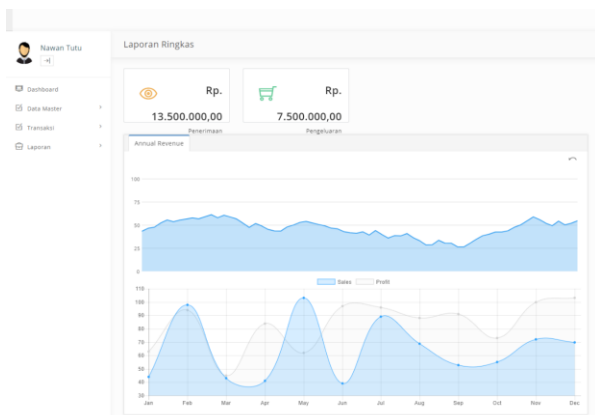 Nawan Tutu
Laporan Ringkas
Dashboard
Data Master
Transaksi
Laporan
Rp.
13.500.000,00
Penerimaan
Rp.
7.500.000,00
Pengeluaran
Annual Revenue
100
75
50
25
0
Sales Profit
110
100
90
80
70
60
50
40
30
Jan Feb Mar Apr May Jun Jul Aug Sep Oct Nov Dec